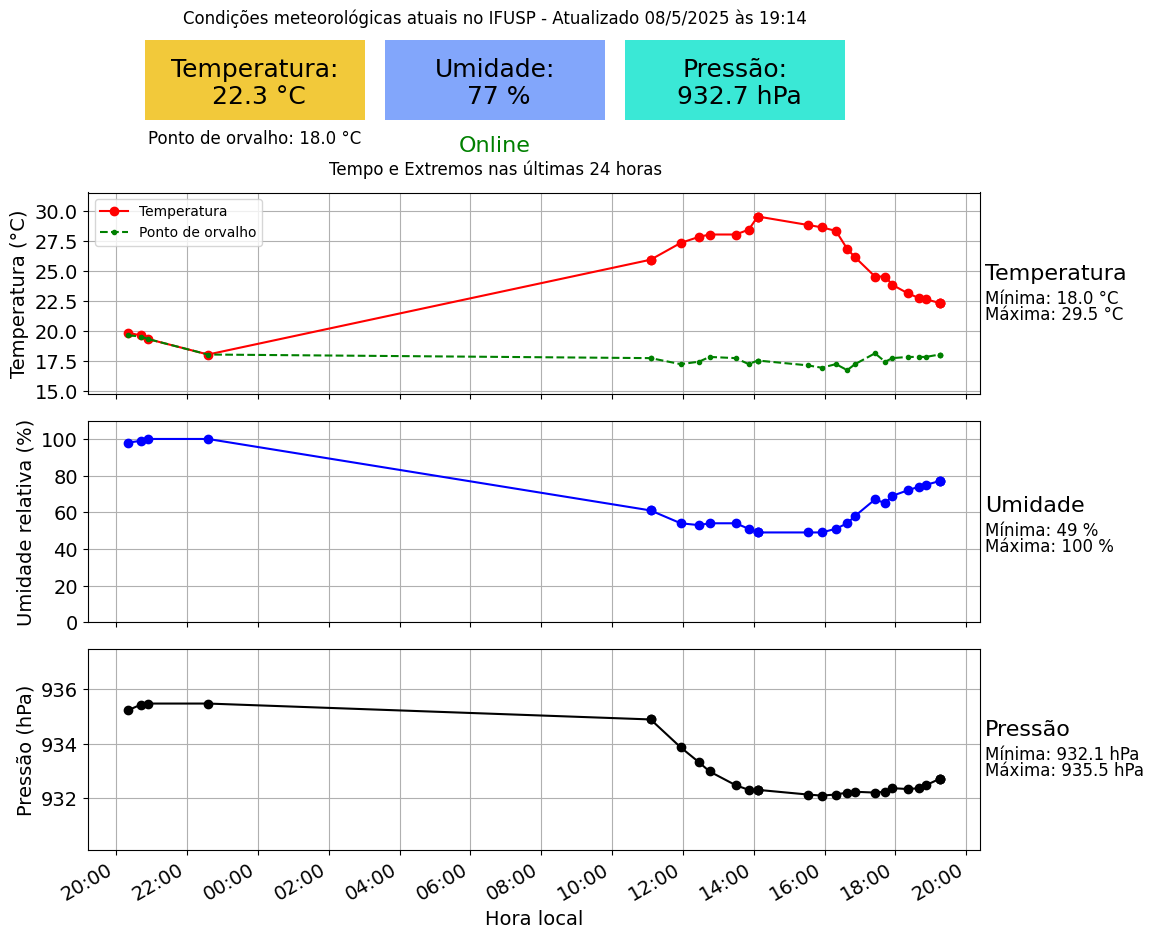 Condições meteorológicas atuais no IFUSP - Atualizado 08/5/2025 às 19:14
Temperatura:
22.3 °C
Umidade:
77 %
Pressão:
932.7 hPa
Ponto de orvalho: 18.0 °C
Online
Tempo e Extremos nas últimas 24 horas
Temperatura (°C)
30.0
27.5
25.0
22.5
20.0
17.5
15.0
Temperatura
Ponto de orvalho
Temperatura
Mínima: 18.0 °C
Máxima: 29.5 °C
Umidade relativa (%)
100
80
60
40
20
0
Umidade
Mínima: 49 %
Máxima: 100 %
Pressão (hPa)
936
934
932
Pressão
Mínima: 932.1 hPa
Máxima: 935.5 hPa
20:00 22:00 00:00 02:00 04:00 06:00 08:00 10:00 12:00 14:00 16:00 18:00 20:00
Hora local